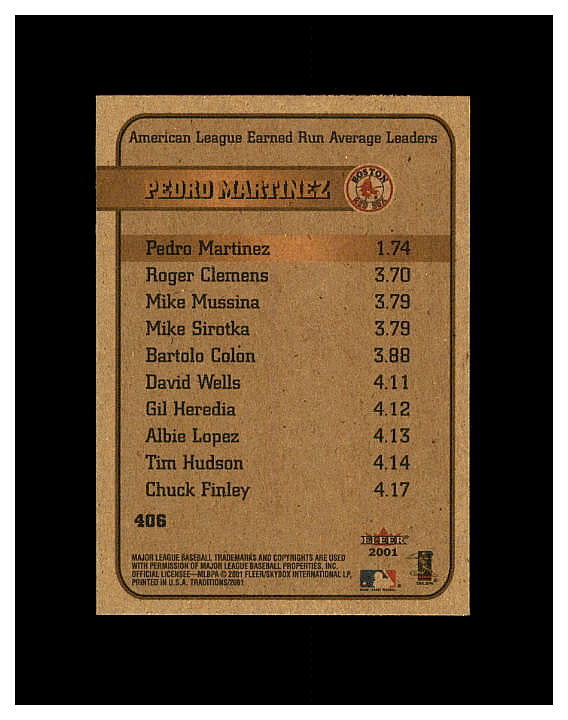 American League Earned Run Average Leaders
PEDRO MARTINEZ
BOSTON
RED SOX
Pedro Martinez 1.74
Roger Clemens 3.70
Mike Mussina 3.79
Mike Sirotka 3.79
Bartolo Colon 3.88
David Wells 4.11
Gil Heredia 4.12
Albie Lopez 4.13
Tim Hudson 4.14
Chuck Finley 4.17
406
FLEER
2001
MAJOR LEAGUE BASEBALL TRADEMARKS AND COPYRIGHTS ARE USED
WITH PERMISSION OF MAJOR LEAGUE BASEBALL PROPERTIES, INC.
OFFICIAL LICENSEE—MLBPA © 2001 FLEER/SKYBOX INTERNATIONAL LP,
PRINTED IN U.S.A. TRADITIONS/2001